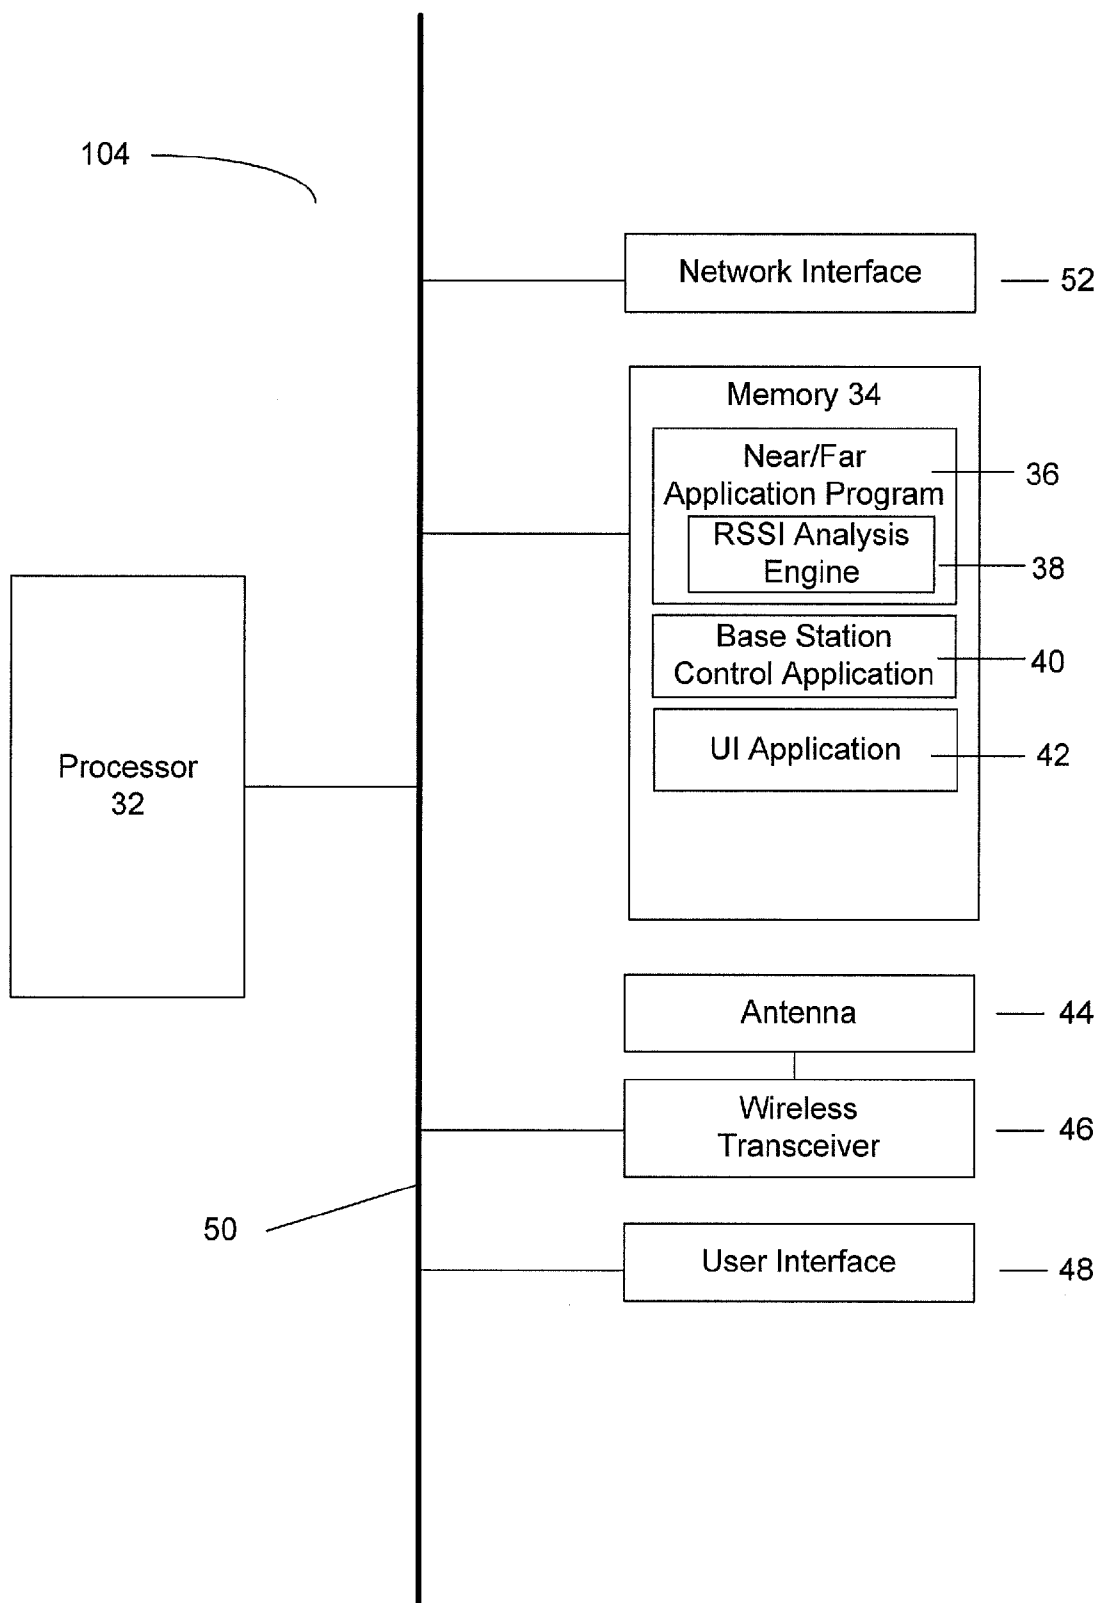 104
Network Interface
52
Memory 34
Near/Far
Application Program
36
RSSI Analysis
Engine
38
Base Station
Control Application
40
UI Application
42
Processor
32
Antenna
44
Wireless
Transceiver
46
50
User Interface
48